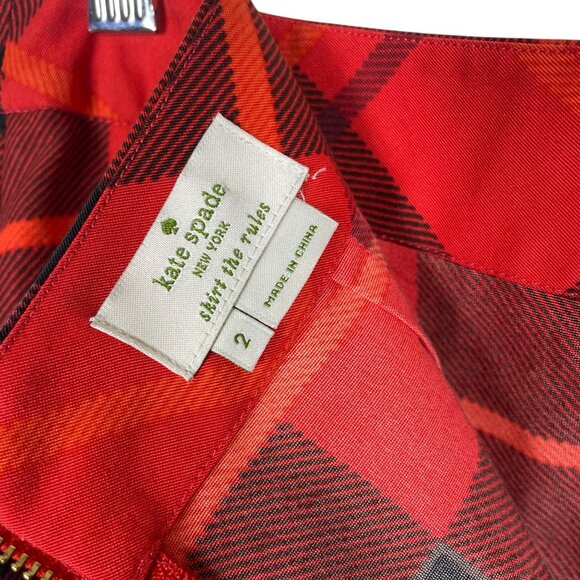 kate spade
NEW YORK
skirt the rules
2
MADE IN CHINA